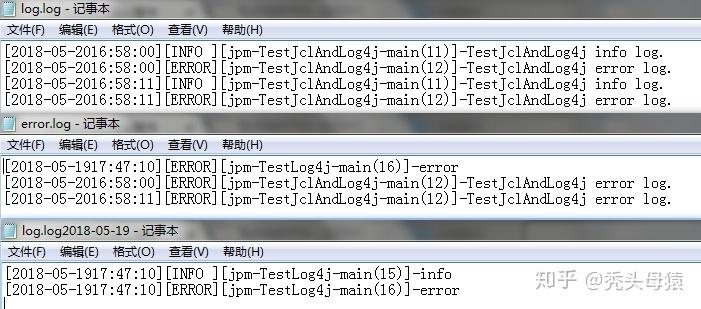 log.log - 记事本
文件(F) 编辑(E) 格式(O) 查看(V) 帮助(H)
[2018-05-2016:58:00][INFO ][jpm-TestJclAndLog4j-main(11)]-TestJclAndLog4j info log.
[2018-05-2016:58:00][ERROR][jpm-TestJclAndLog4j-main(12)]-TestJclAndLog4j error log.
[2018-05-2016:58:11][INFO ][jpm-TestJclAndLog4j-main(11)]-TestJclAndLog4j info log.
[2018-05-2016:58:11][ERROR][jpm-TestJclAndLog4j-main(12)]-TestJclAndLog4j error log.
error.log - 记事本
文件(F) 编辑(E) 格式(O) 查看(V) 帮助(H)
[2018-05-1917:47:10][ERROR][jpm-TestLog4j-main(16)]-error
[2018-05-2016:58:00][ERROR][jpm-TestJclAndLog4j-main(12)]-TestJclAndLog4j error log.
[2018-05-2016:58:11][ERROR][jpm-TestJclAndLog4j-main(12)]-TestJclAndLog4j error log.
log.log2018-05-19 - 记事本
文件(F) 编辑(E) 格式(O) 查看(V) 帮助(H)
[2018-05-1917:47:10][INFO ][jpm-TestLog4j-main(15)]-info
[2018-05-1917:47:10][ERROR][jpm-TestLog4j-main(16)]-error
知乎 @秃头母猿